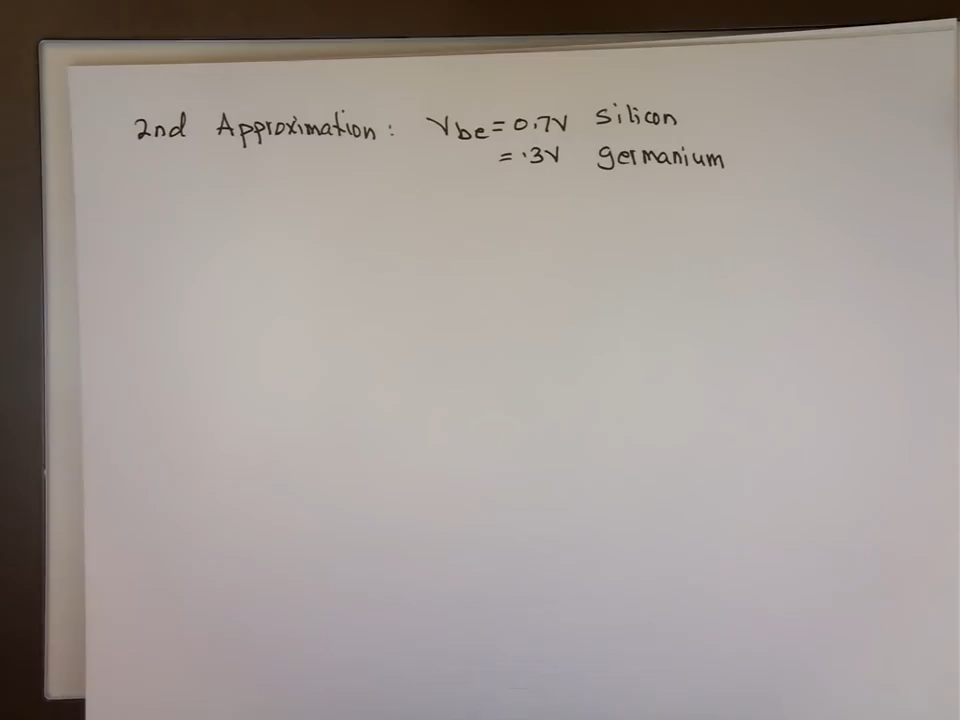 2nd Approximation: Vbe = 0.7V silicon
= .3V germanium